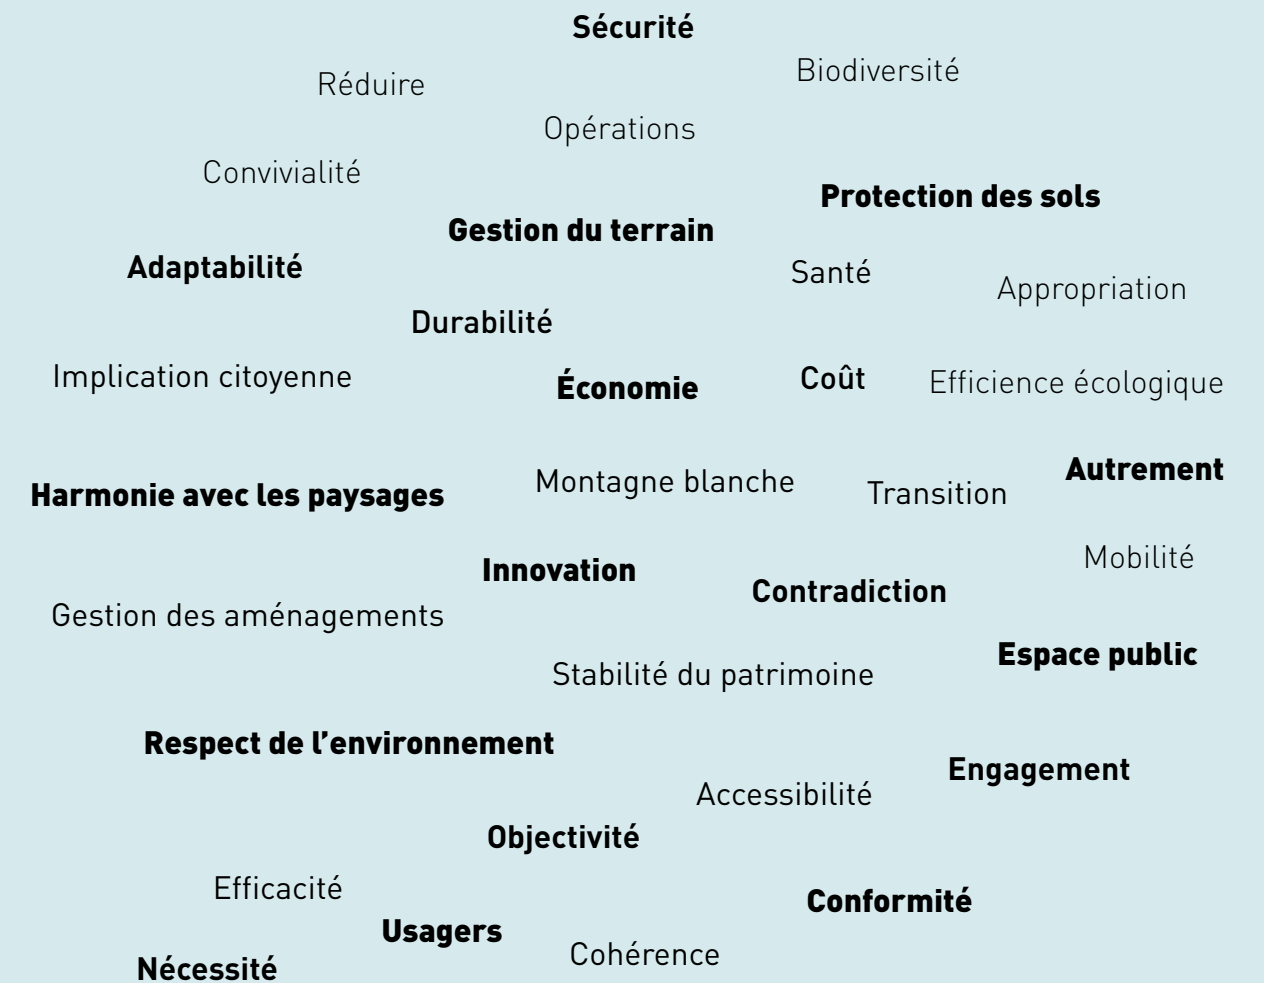 Sécurité
Biodiversité
Réduire
Opérations
Convivialité
Protection des sols
Gestion du terrain
Adaptabilité
Santé
Appropriation
Durabilité
Implication citoyenne
Économie
Coût
Efficience écologique
Autrement
Harmonie avec les paysages
Montagne blanche
Transition
Mobilité
Innovation
Contradiction
Gestion des aménagements
Espace public
Stabilité du patrimoine
Respect de l’environnement
Engagement
Accessibilité
Objectivité
Efficacité
Conformité
Usagers
Cohérence
Nécessité